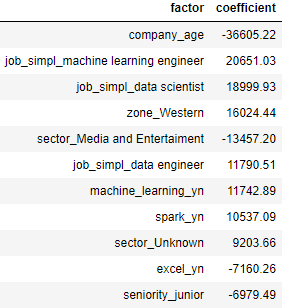 factor coefficient
company_age -36605.22
job_simpl_machine learning engineer 20651.03
job_simpl_data scientist 18999.93
zone_Western 16024.44
sector_Media and Entertaiment -13457.20
job_simpl_data engineer 11790.51
machine_learning_yn 11742.89
spark_yn 10537.09
sector_Unknown 9203.66
excel_yn -7160.26
seniority_junior -6979.49